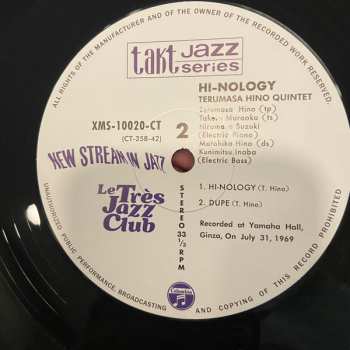 ALL RIGHTS OF THE MANUFACTURER AND OF THE OWNER OF THE RECORDED WORK RESERVED
UNAUTHORIZED PUBLIC PERFORMANCE, BROADCASTING AND COPYING OF THIS RECORD PROHIBITED
takt JAZZ
series
HI-NOLOGY
TERUMASA HINO QUINTET
Terumasa Hino (tp)
Takeru Muraoka (ts)
Hiromasa Suzuki
(Electric Piano)
Motohiko Hino (ds)
Kunimitsu Inaba
(Electric Bass)
XMS-10020-CT
(CT-258-42)
2
NEW STREAM IN JAZZ
Le Très
Jazz
Club
STEREO
33 1/3
RPM
1. HI-NOLOGY (T. Hino)
2. DUPE (T. Hino)
Recorded at Yamaha Hall,
Ginza, On July 31, 1969
Columbia